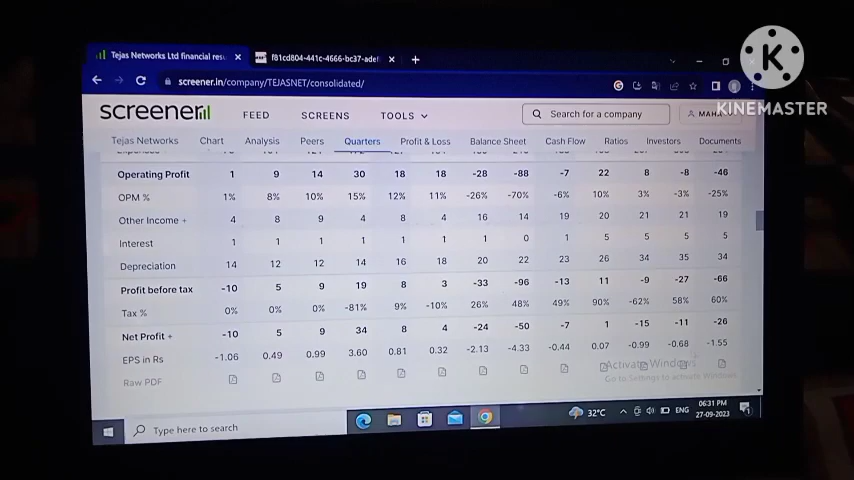 Tejas Networks Ltd financial resu
f81cd804-441c-4666-bc37-adef
screener.in/company/TEJASNET/consolidated/
KINEMASTER
screener
FEED SCREENS TOOLS Search for a company MAHA
Tejas Networks Chart Analysis Peers Quarters Profit & Loss Balance Sheet Cash Flow Ratios Investors Documents
Operating Profit 1 9 14 30 18 18 -28 -88 -7 22 8 -8 -46
OPM % 1% 8% 10% 15% 12% 11% -26% -70% -6% 10% 3% -3% -25%
Other Income + 4 8 9 4 8 4 16 14 19 20 21 21 19
Interest 1 1 1 1 1 1 1 0 1 5 5 5 5
Depreciation 14 12 12 14 16 18 20 22 23 26 34 35 34
Profit before tax -10 5 9 19 8 3 -33 -96 -13 11 -9 -27 -66
Tax % 0% 0% 0% -81% 9% -10% 26% 48% 49% 90% -62% 58% 60%
Net Profit + -10 5 9 34 8 4 -24 -50 -7 1 -15 -11 -26
EPS in Rs -1.06 0.49 0.99 3.60 0.81 0.32 -2.13 -4.33 -0.44 0.07 -0.99 -0.68 -1.55
Raw PDF
Activate Windows
Go to Settings to activate Windows.
Type here to search
32°C ENG
06:31 PM
27-09-2023